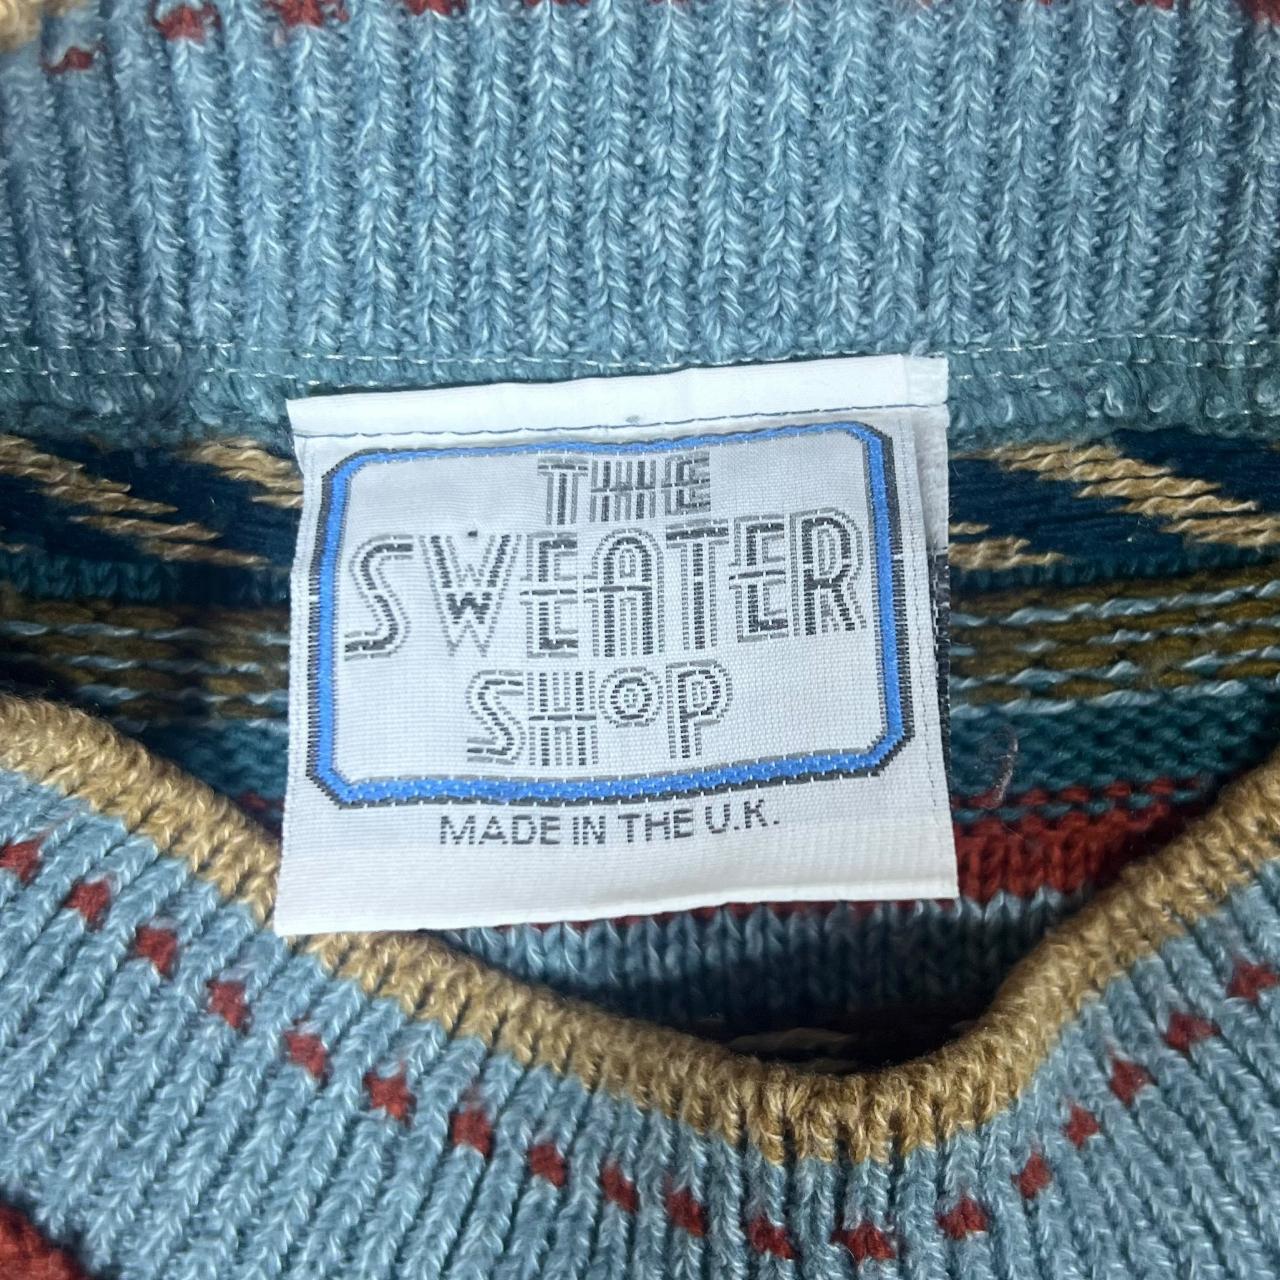 THE
SWEATER
SHOP
MADE IN THE U.K.